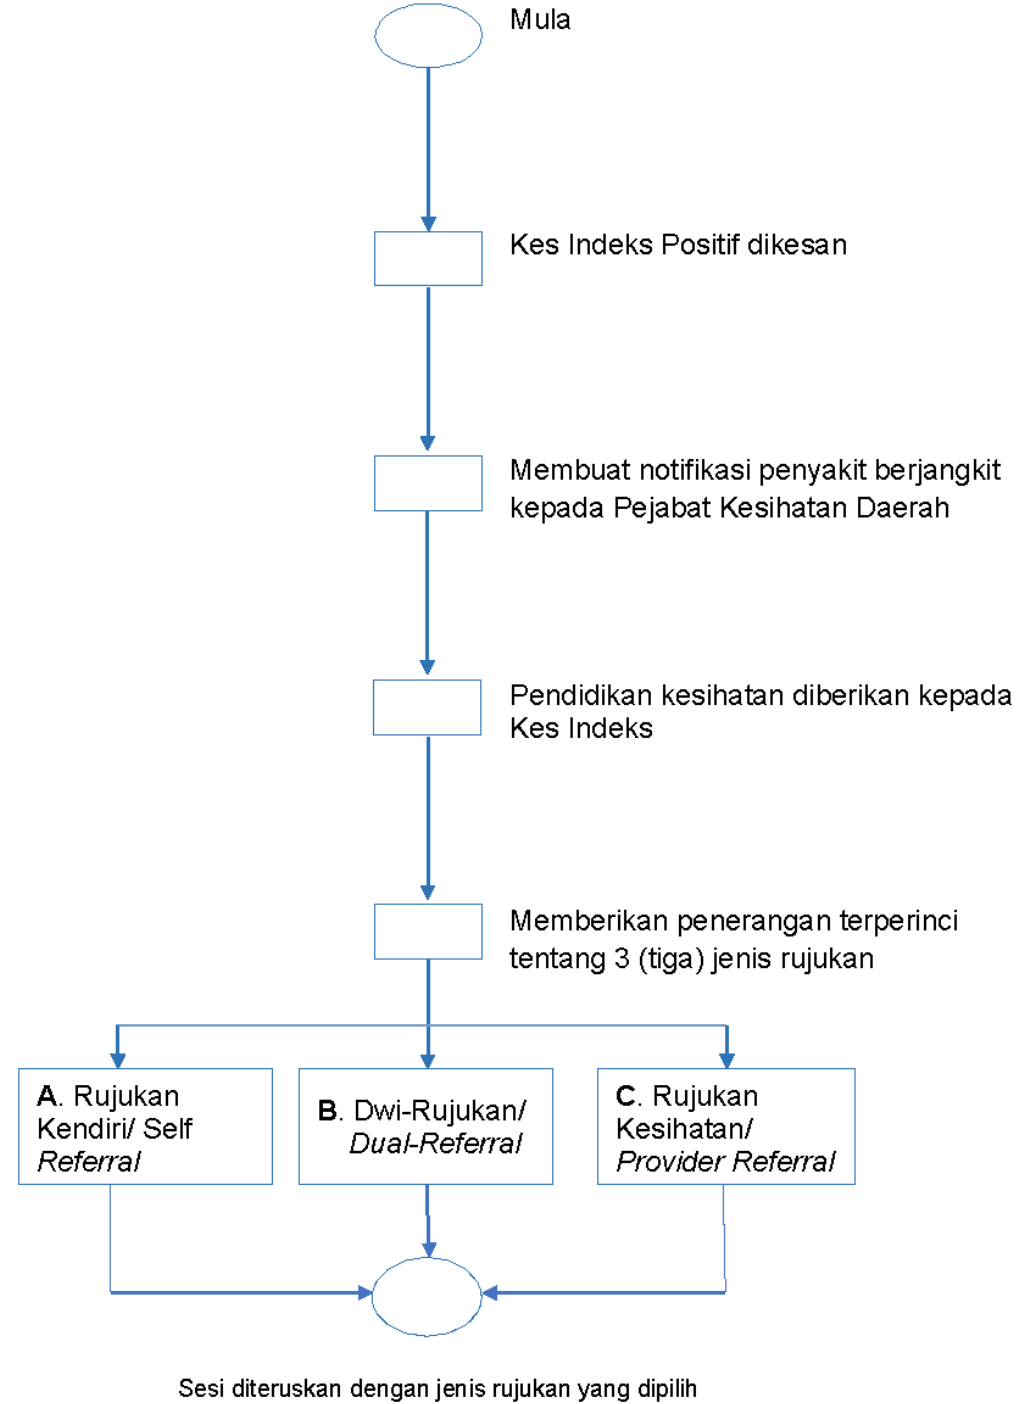 Mula
Kes Indeks Positif dikesan
Membuat notifikasi penyakit berjangkit
kepada Pejabat Kesihatan Daerah
Pendidikan kesihatan diberikan kepada
Kes Indeks
Memberikan penerangan terperinci
tentang 3 (tiga) jenis rujukan
A. Rujukan
Kendiri/ Self
Referral
B. Dwi-Rujukan/
Dual-Referral
C. Rujukan
Kesihatan/
Provider Referral
Sesi diteruskan dengan jenis rujukan yang dipilih